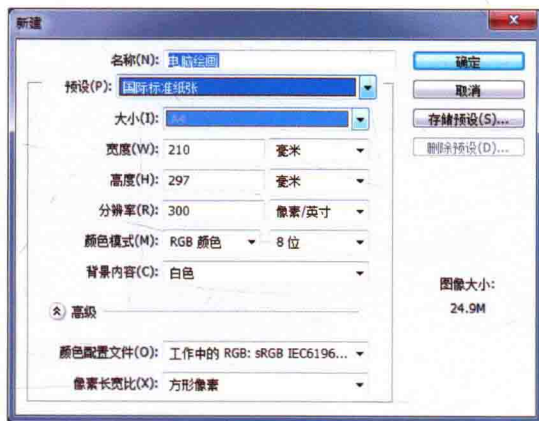 新建
名称(N): 电脑绘画
确定
预设(P): 国际标准纸张
取消
大小(I): A4
存储预设(S)...
宽度(W): 210 毫米
删除预设(D)...
高度(H): 297 毫米
分辨率(R): 300 像素/英寸
颜色模式(M): RGB 颜色 8 位
背景内容(C): 白色
图像大小:
24.9M
高级
颜色配置文件(O): 工作中的 RGB: sRGB IEC6196...
像素长宽比(X): 方形像素